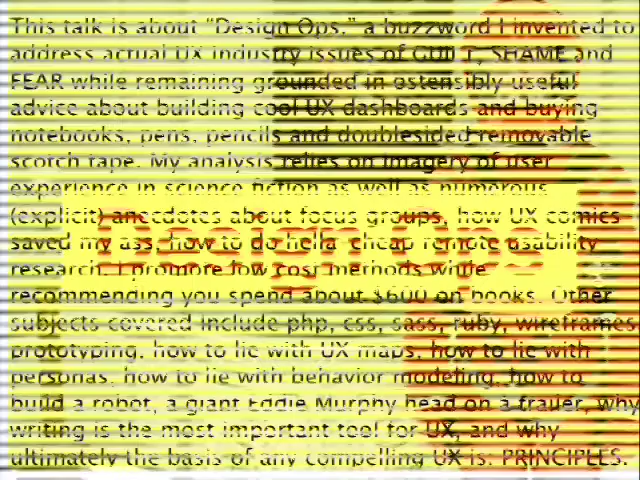 This talk is about "Design Ops," a buzzword I invented to
address actual UX industry issues of GUILT, SHAME and
FEAR while remaining grounded in ostensibly useful
advice about building cool UX dashboards and buying
notebooks, pens, pencils and doublesided removable
scotch tape. My analysis relies on imagery of user
experience in science fiction as well as numerous
(explicit) anecdotes about focus groups, how UX comics
saved my ass, how to do hella cheap remote usability
research. I promote low cost methods while
recommending you spend about $600 on books. Other
subjects covered include php, css, sass, ruby, wireframes
prototyping, how to lie with UX maps, how to lie with
personas, how to lie with behavior modeling, how to
build a robot, a giant Eddie Murphy head on a trailer, why
writing is the most important tool for UX, and why
ultimately the basis of any compelling UX is: PRINCIPLES.
Design Ops